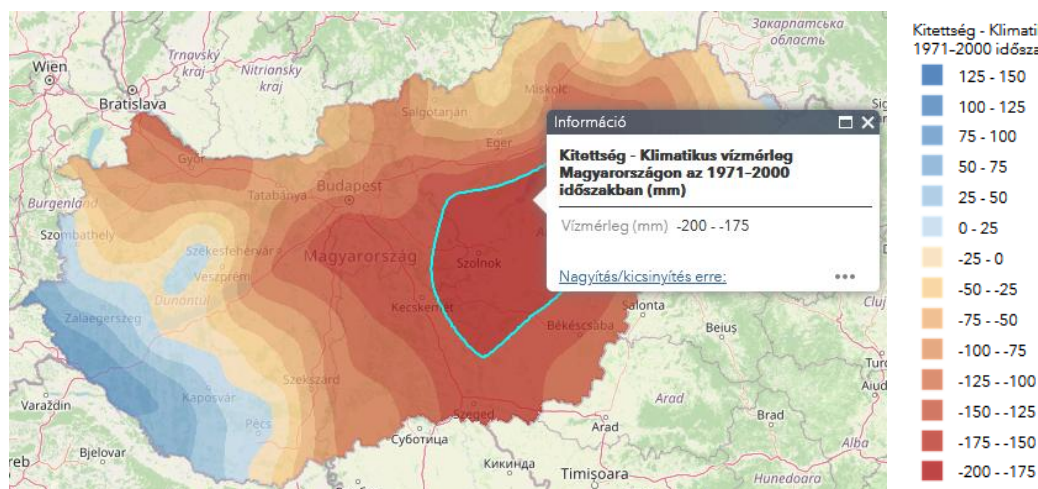 Закарпатська
область
Trnavský
kraj
Nitriansky
kraj
Wien
Bratislava
Miskolc
Salgótarján
Eger
Győr
Budapest
Tatabánya
Burgenland
Szombathely
Székesfehérvár
Magyarország
Veszprém
Szolnok
Dunántúl
Zalaegerszeg
Kecskemét
Salonta
Békéscsaba
Beiuș
Szekszárd
Kaposvár
Varaždin
Pécs
Szeged
Arad
Arad
Brad
Суботица
Bjelovar
Alba
Кикинда
Timișoara
Hunedoara
Információ
Kitettség - Klimatikus vízmérleg
Magyarországon az 1971–2000
időszakban (mm)
Vízmérleg (mm) -200 - -175
Nagyítás/kicsinyítés erre:
•••
Kitettség - Klimati
1971–2000 idősza
125 - 150
100 - 125
75 - 100
50 - 75
25 - 50
0 - 25
-25 - 0
-50 - -25
-75 - -50
-100 - -75
-125 - -100
-150 - -125
-175 - -150
-200 - -175